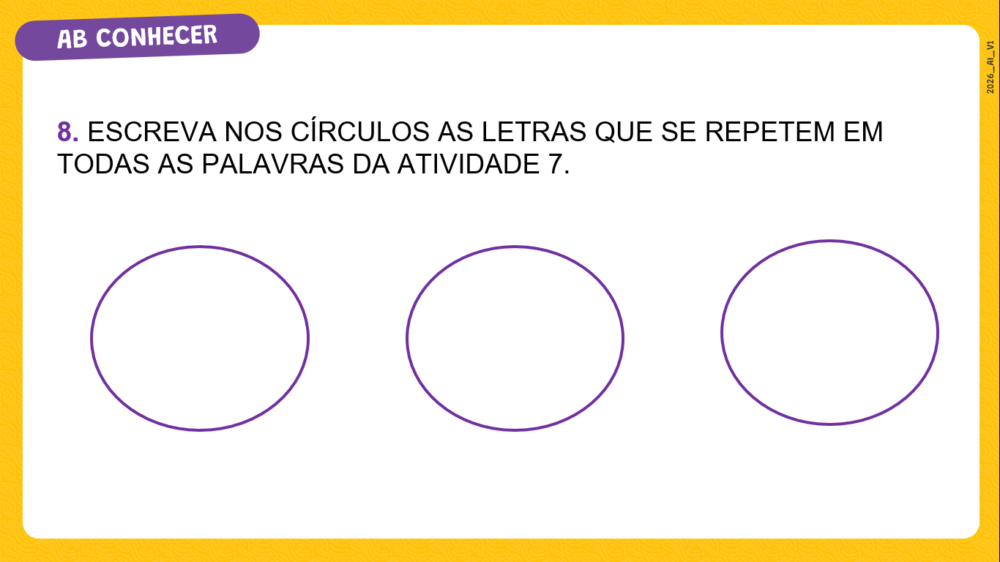 AB CONHECER
2026_AI_V1
8. ESCREVA NOS CÍRCULOS AS LETRAS QUE SE REPETEM EM
TODAS AS PALAVRAS DA ATIVIDADE 7.